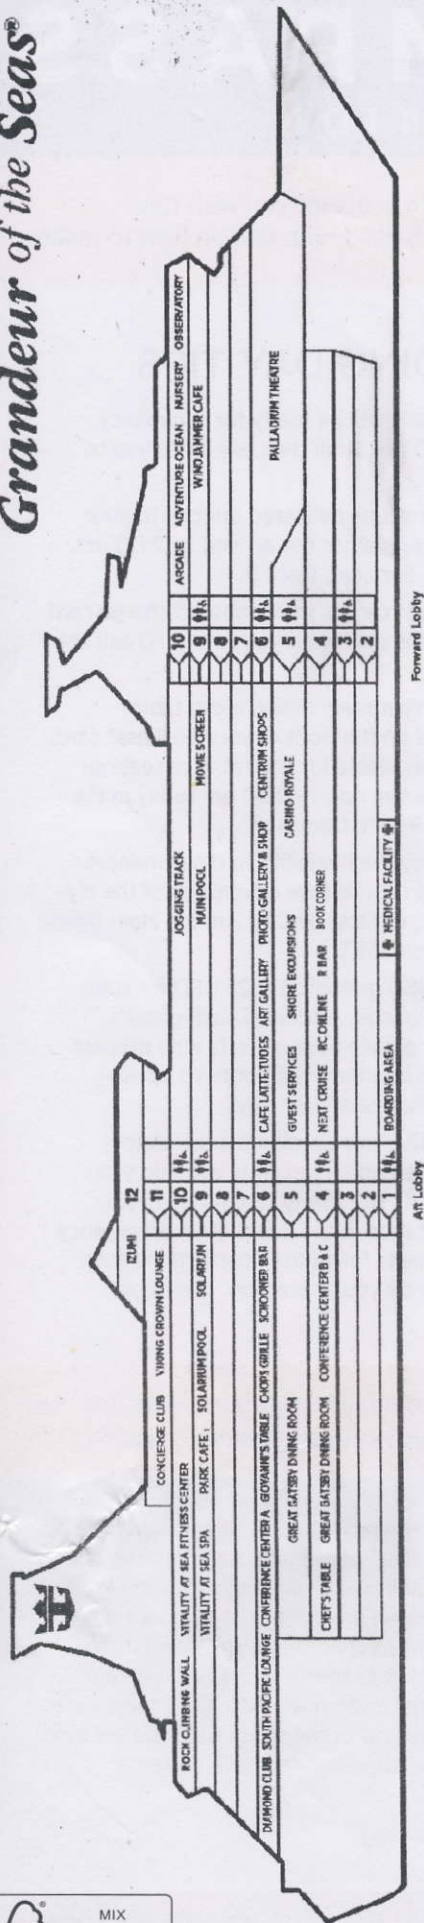 Grandeur of the Seas®
12 IZUMI
11 CONCIERGE CLUB VIKING CROWN LOUNGE
ROCK CLIMBING WALL VITALITY AT SEA FITNESS CENTER 10 JOGGING TRACK 10 ARCADE ADVENTURE OCEAN NURSERY OBSERVATORY
VITALITY AT SEA SPA PARK CAFE SOLARIUM POOL SOLARIUM 9 MAIN POOL MOVIE SCREEN 9 WINDJAMMER CAFE
8 8
7 7
DIAMOND CLUB SOUTH PACIFIC LOUNGE CONFERENCE CENTER A GIOVANNI'S TABLE CHOPS GRILLE SCHOONER BAR 6 CAFE LATTE-TUDES ART GALLERY PHOTO GALLERY & SHOP CENTRUM SHOPS 6
PALLADIUM THEATRE
GREAT GATSBY DINING ROOM 5 GUEST SERVICES SHORE EXCURSIONS CASINO ROYALE 5
CHEF'S TABLE GREAT GATSBY DINING ROOM CONFERENCE CENTER B & C 4 NEXT CRUISE RC ONLINE R BAR BOOK CORNER 4
3 3
2 2
1 BOARDING AREA MEDICAL FACILITY
Aft Lobby Forward Lobby
MIX